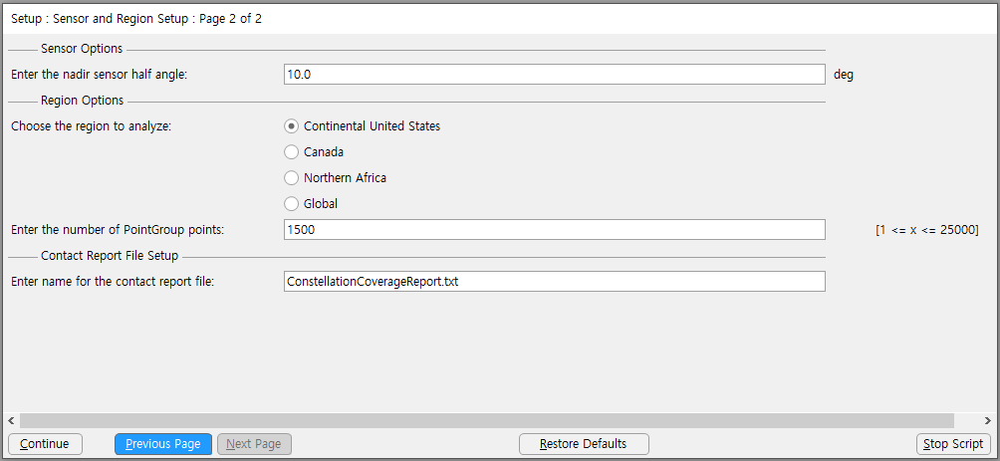 Setup : Sensor and Region Setup : Page 2 of 2
Sensor Options
Enter the nadir sensor half angle: 10.0 deg
Region Options
Choose the region to analyze: Continental United States
Canada
Northern Africa
Global
Enter the number of PointGroup points: 1500 [1 <= x <= 25000]
Contact Report File Setup
Enter name for the contact report file: ConstellationCoverageReport.txt
Continue Previous Page Next Page Restore Defaults Stop Script